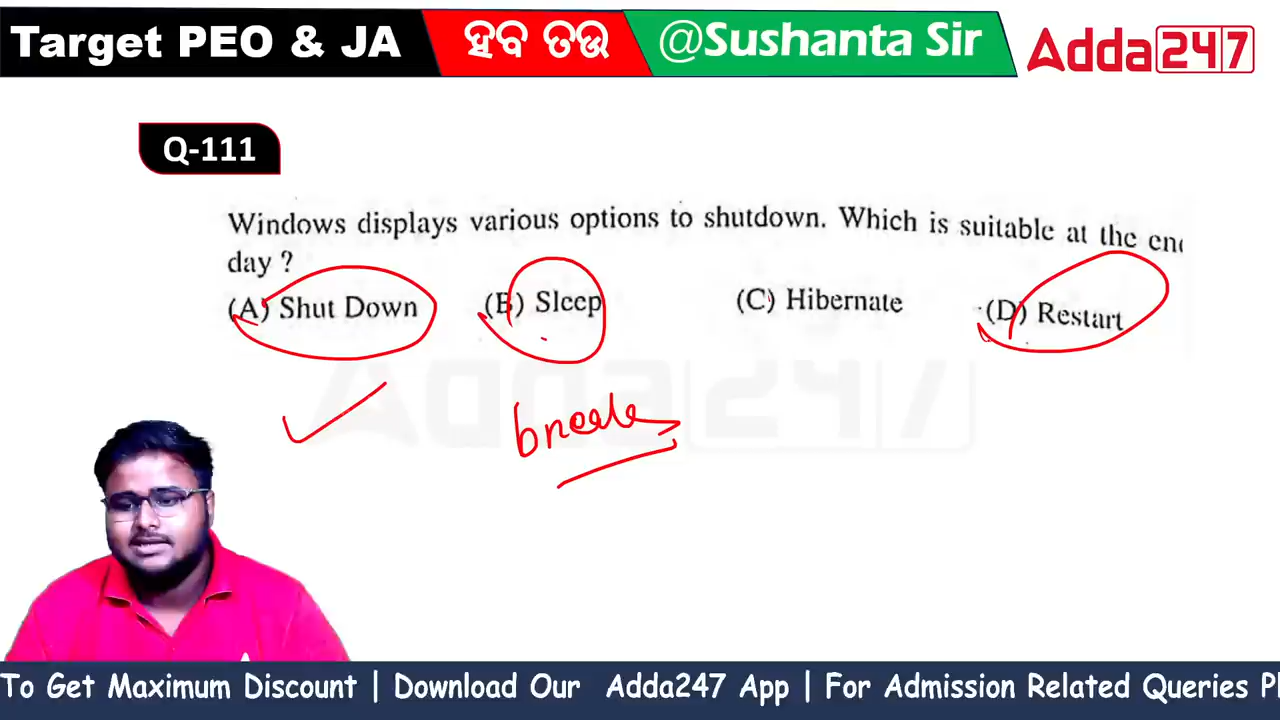 Target PEO & JA ହବ ତଉ @Sushanta Sir Adda247
Q-111
Windows displays various options to shutdown. Which is suitable at the en
day ?
(A) Shut Down (B) Sleep (C) Hibernate (D) Restart
To Get Maximum Discount | Download Our Adda247 App | For Admission Related Queries Pl